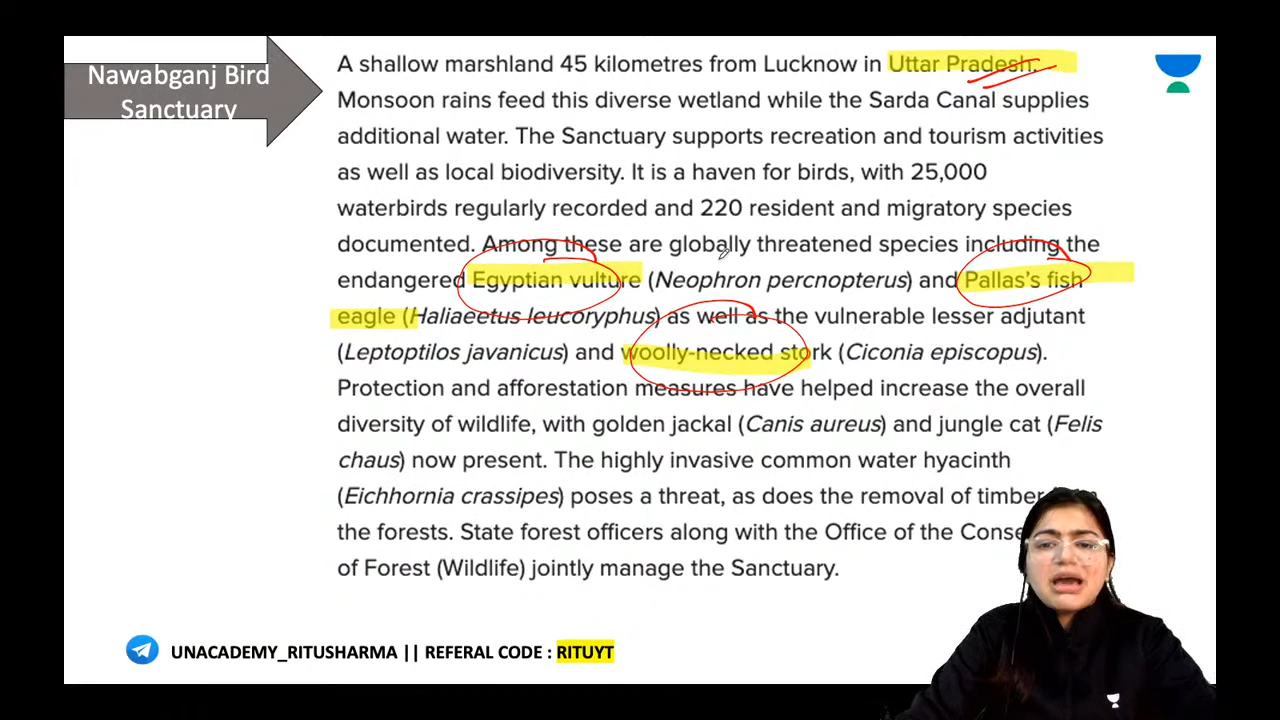 Nawabganj Bird
Sanctuary
A shallow marshland 45 kilometres from Lucknow in Uttar Pradesh.
Monsoon rains feed this diverse wetland while the Sarda Canal supplies
additional water. The Sanctuary supports recreation and tourism activities
as well as local biodiversity. It is a haven for birds, with 25,000
waterbirds regularly recorded and 220 resident and migratory species
documented. Among these are globally threatened species including the
endangered Egyptian vulture (Neophron percnopterus) and Pallas’s fish
eagle (Haliaeetus leucoryphus) as well as the vulnerable lesser adjutant
(Leptoptilos javanicus) and woolly-necked stork (Ciconia episcopus).
Protection and afforestation measures have helped increase the overall
diversity of wildlife, with golden jackal (Canis aureus) and jungle cat (Felis
chaus) now present. The highly invasive common water hyacinth
(Eichhornia crassipes) poses a threat, as does the removal of timber
the forests. State forest officers along with the Office of the
of Forest (Wildlife) jointly manage the Sanctuary.
UNACADEMY_RITUSHARMA || REFERAL CODE : RITUYT